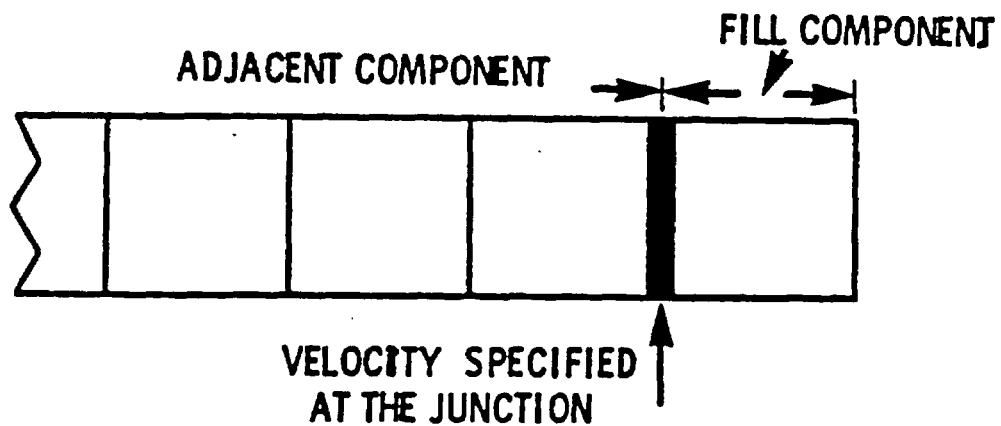 FILL COMPONENT
ADJACENT COMPONENT
VELOCITY SPECIFIED
AT THE JUNCTION